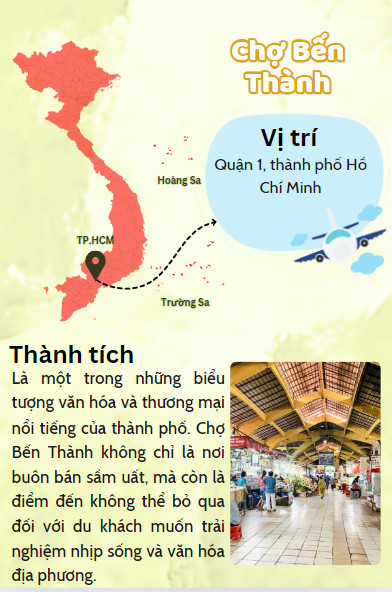 Chợ Bến
Thành
Vị trí
Quận 1, thành phố Hồ
Chí Minh
Hoàng Sa
TP.HCM
Trường Sa
Thành tích
Là một trong những biểu
tượng văn hóa và thương mại
nổi tiếng của thành phố. Chợ
Bến Thành không chỉ là nơi
buôn bán sầm uất, mà còn là
điểm đến không thể bỏ qua
đối với du khách muốn trải
nghiệm nhịp sống và văn hóa
địa phương.